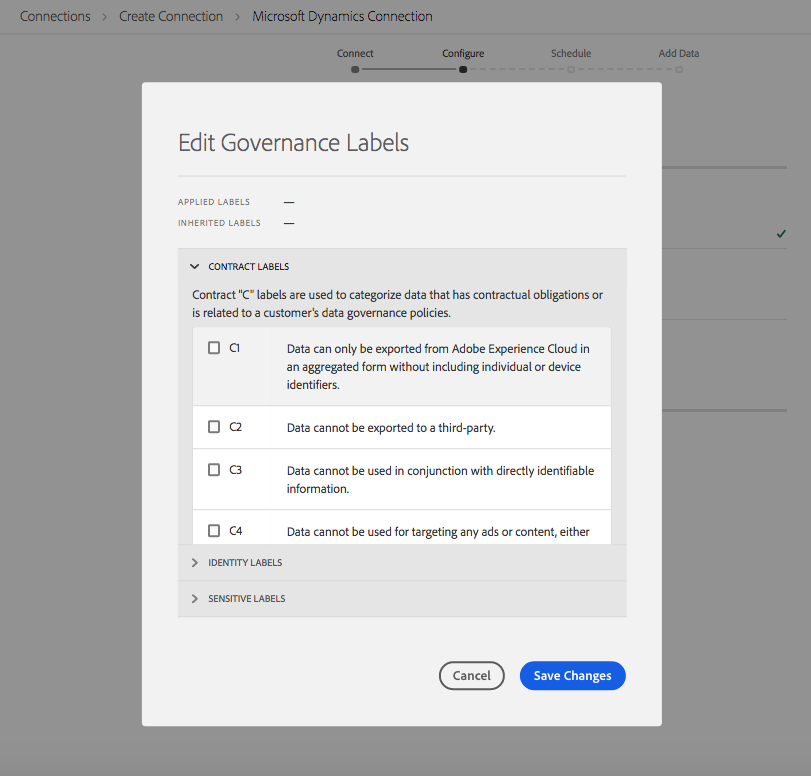 Connections > Create Connection > Microsoft Dynamics Connection
Connect Configure Schedule Add Data
Edit Governance Labels
APPLIED LABELS —
INHERITED LABELS —
CONTRACT LABELS
Contract "C" labels are used to categorize data that has contractual obligations or
is related to a customer's data governance policies.
C1 Data can only be exported from Adobe Experience Cloud in
an aggregated form without including individual or device
identifiers.
C2 Data cannot be exported to a third-party.
C3 Data cannot be used in conjunction with directly identifiable
information.
C4 Data cannot be used for targeting any ads or content, either
IDENTITY LABELS
SENSITIVE LABELS
Cancel Save Changes